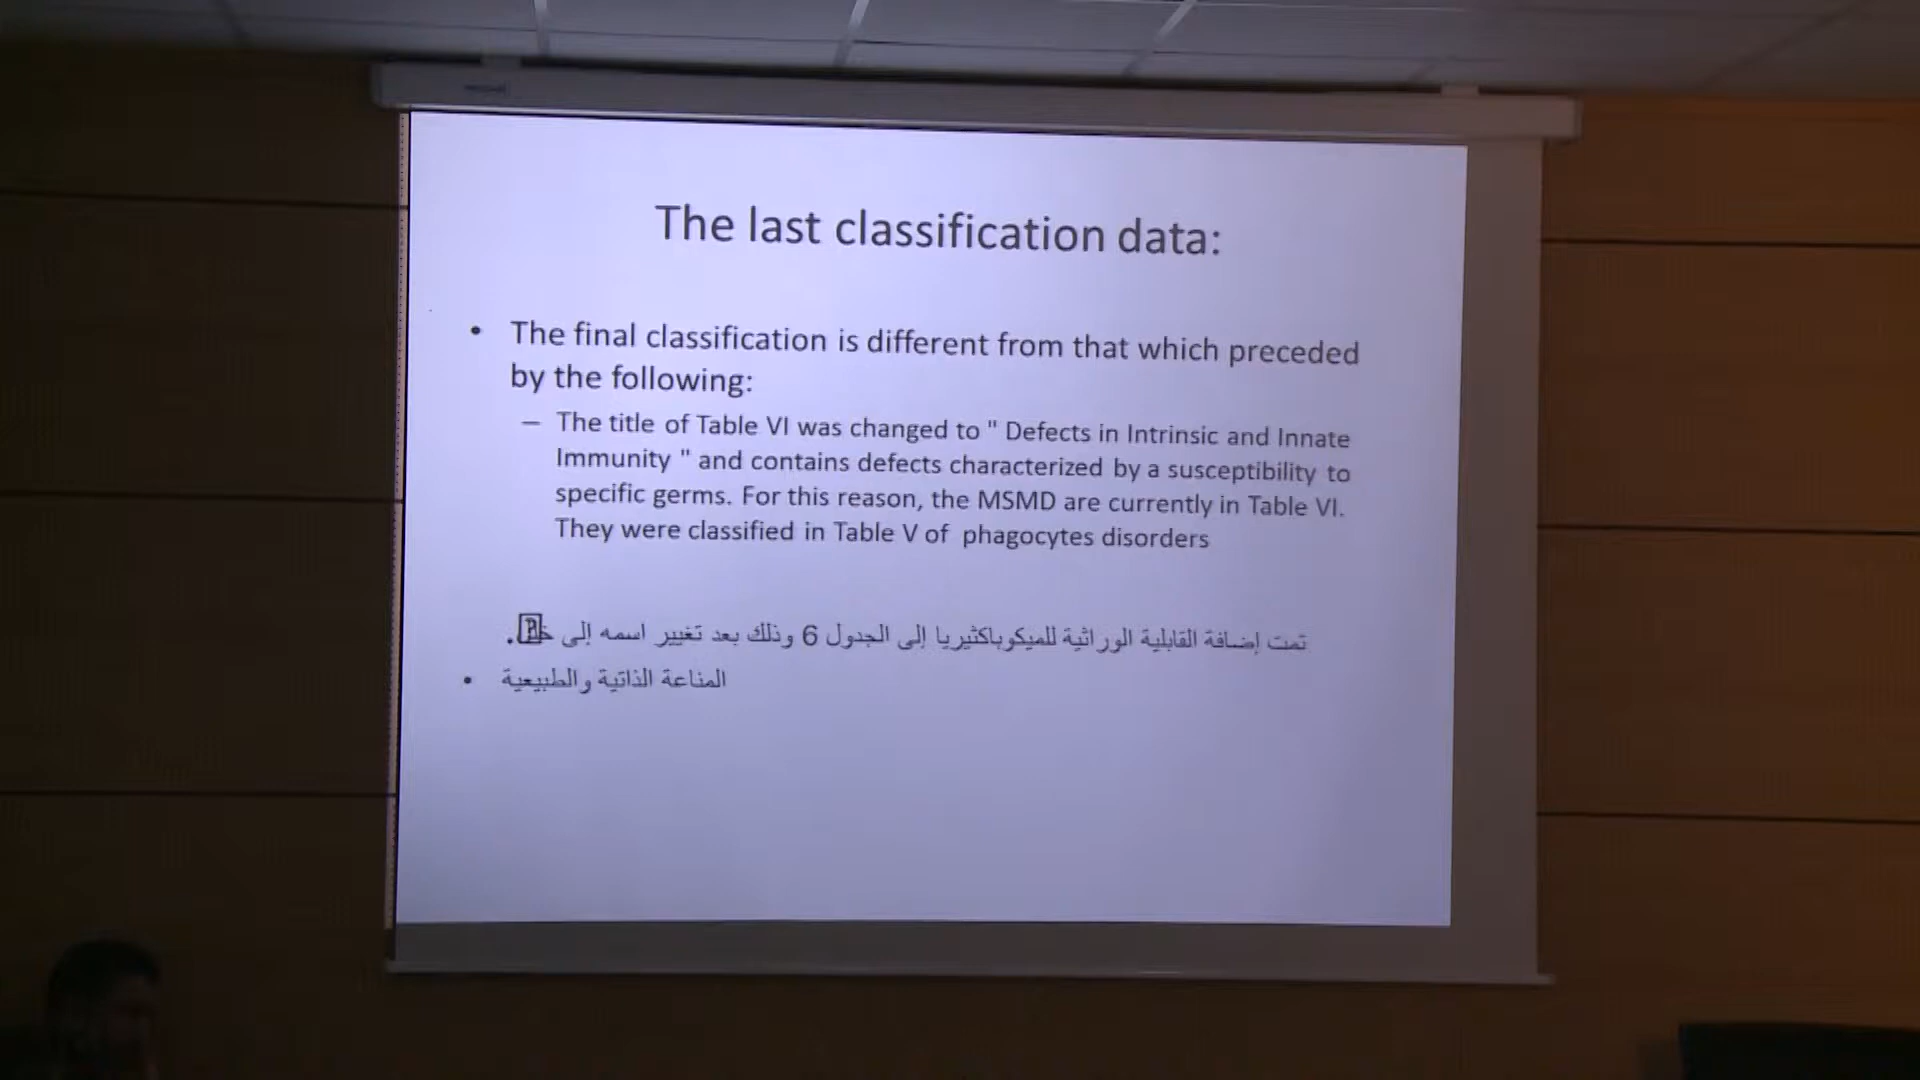 The last classification data:
• The final classification is different from that which preceded
by the following:
– The title of Table VI was changed to " Defects in Intrinsic and Innate
Immunity " and contains defects characterized by a susceptibility to
specific germs. For this reason, the MSMD are currently in Table VI.
They were classified in Table V of phagocytes disorders
تمت إضافة القابلية الوراثية للميكوباكثيريا إلى الجدول 6 وذلك بعد تغيير اسمه إلى
• المناعة الذاتية والطبيعية